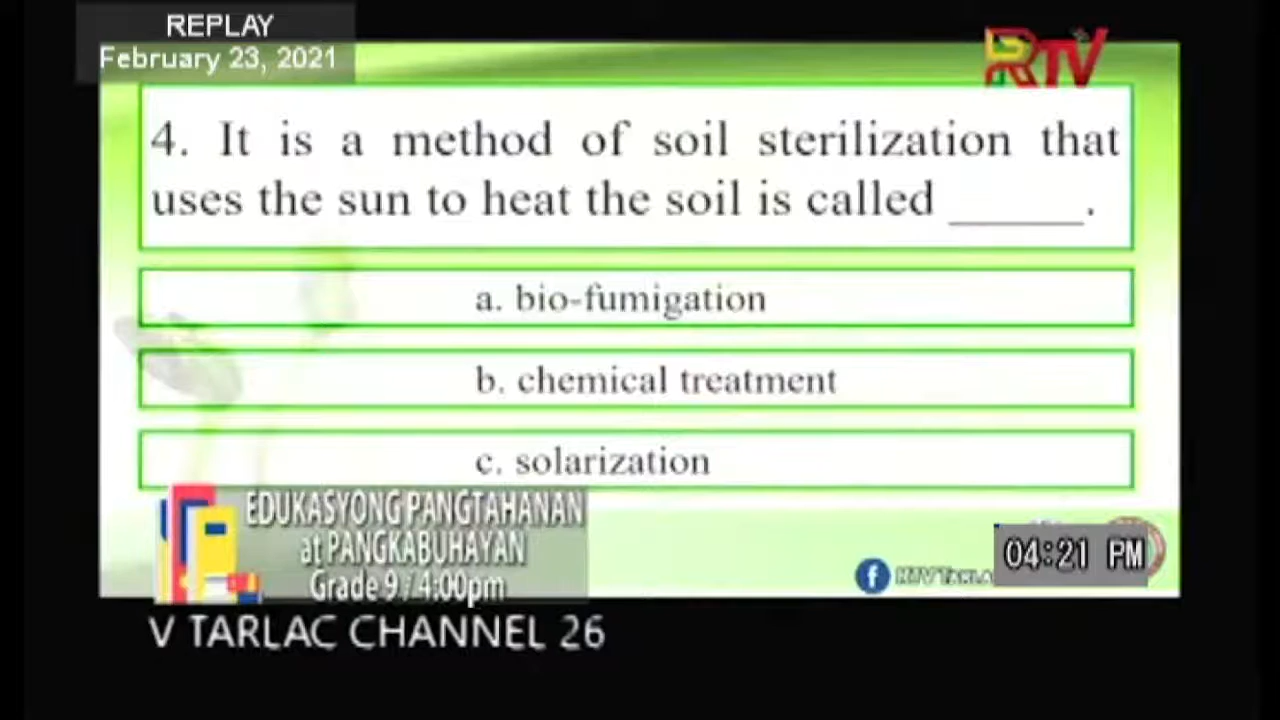 REPLAY
February 23, 2021
RTV
4. It is a method of soil sterilization that
uses the sun to heat the soil is called ______.
a. bio-fumigation
b. chemical treatment
c. solarization
EDUKASYONG PANGTAHANAN
at PANGKABUHAYAN
Grade 9 / 4:00pm
04:21 PM
V TARLAC CHANNEL 26